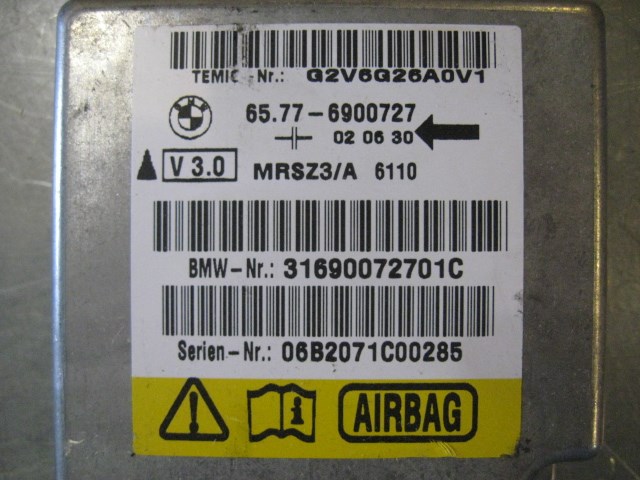 TEMIC -Nr.: G2V6G26A0V1
BMW
65.77-6900727
02 06 30
V 3.0 MRSZ3/A 6110
BMW-Nr.: 31690072701C
Serien-Nr.: 06B2071C00285
AIRBAG